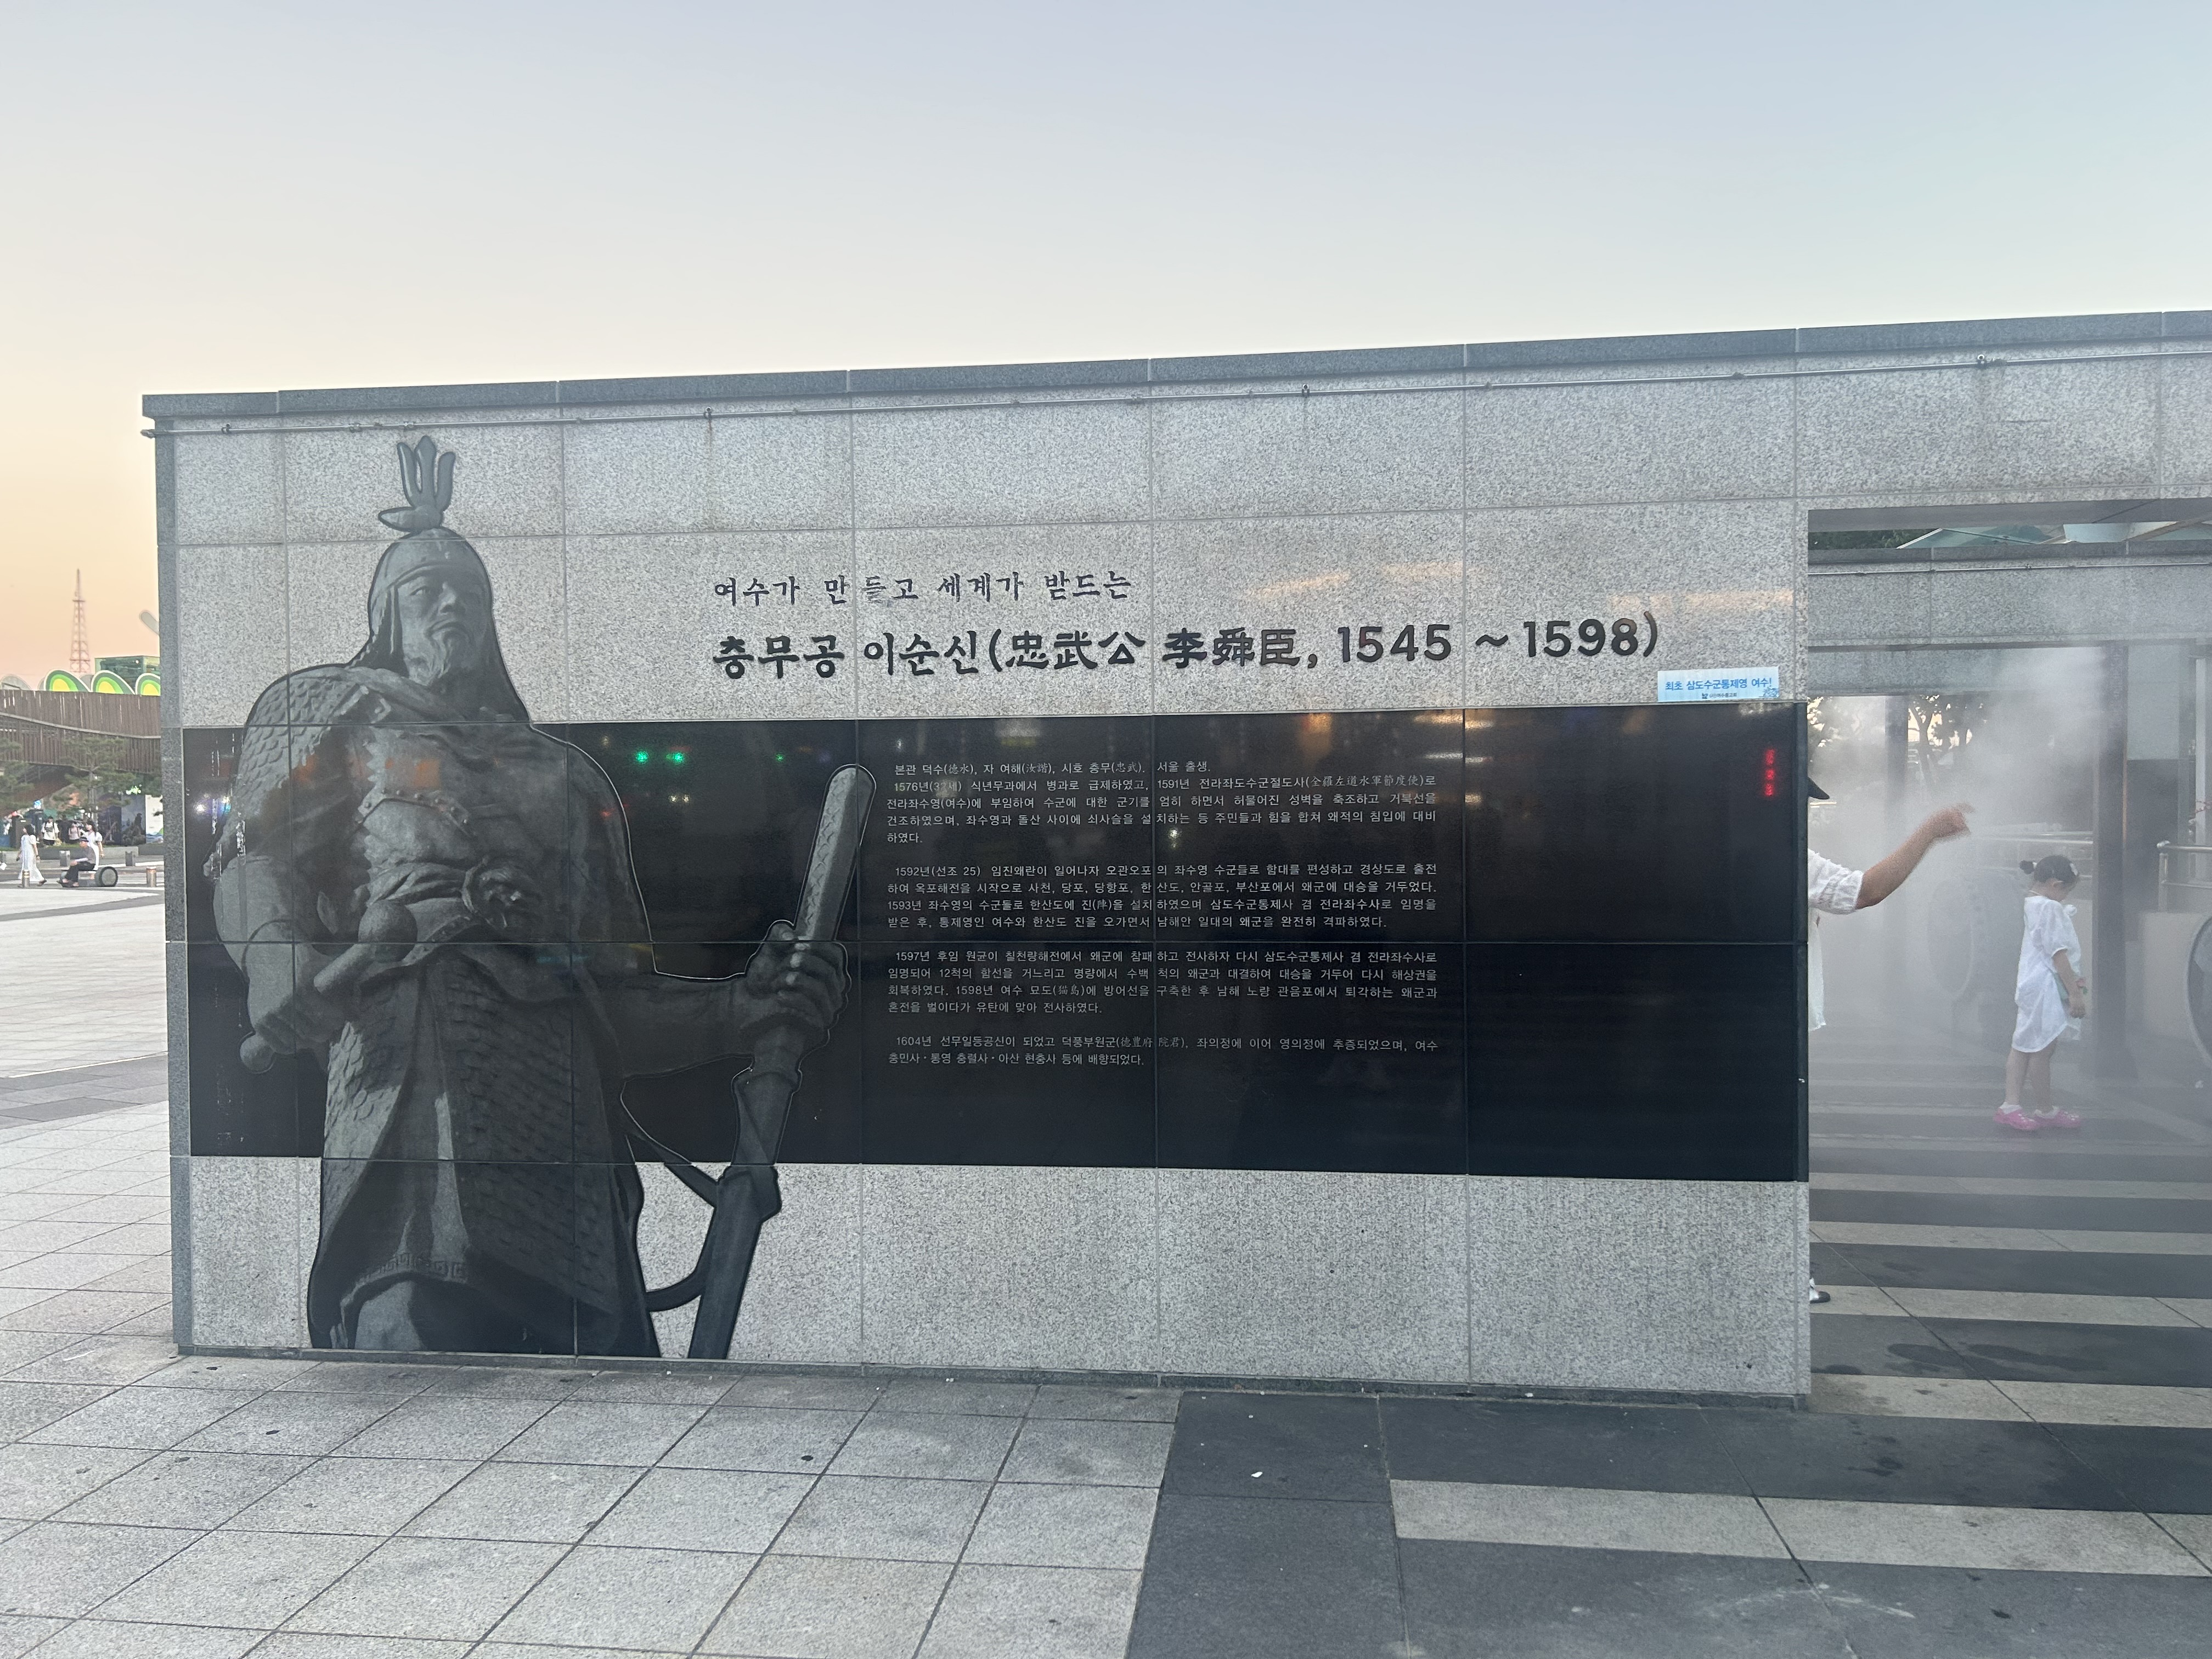 여수가 만들고 세계가 받드는
충무공 이순신(忠武公 李舜臣, 1545 ~ 1598)
최초 삼도수군통제영 여수!
본관 덕수(德水), 자 여해(汝諧), 시호 충무(忠武). 서울 출생.
1576년(32세) 식년무과에서 병과로 급제하였고, 1591년 전라좌도수군절도사(全羅左道水軍節度使)로
전라좌수영(여수)에 부임하여 수군에 대한 군기를 엄히 하면서 허물어진 성벽을 축조하고 거북선을
건조하였으며, 좌수영과 돌산 사이에 쇠사슬을 설치하는 등 주민들과 힘을 합쳐 왜적의 침입에 대비
하였다.
1592년(선조 25) 임진왜란이 일어나자 오관오포의 좌수영 수군들로 함대를 편성하고 경상도로 출전
하여 옥포해전을 시작으로 사천, 당포, 당항포, 한산도, 안골포, 부산포에서 왜군에 대승을 거두었다.
1593년 좌수영의 수군들로 한산도에 진(陣)을 설치하였으며 삼도수군통제사 겸 전라좌수사로 임명을
받은 후, 통제영인 여수와 한산도 진을 오가면서 남해안 일대의 왜군을 완전히 격파하였다.
1597년 후임 원균이 칠천량해전에서 왜군에 참패하고 전사하자 다시 삼도수군통제사 겸 전라좌수사로
임명되어 12척의 함선을 거느리고 명량에서 수백 척의 왜군과 대결하여 대승을 거두어 다시 해상권을
회복하였다. 1598년 여수 묘도(猫島)에 방어선을 구축한 후 남해 노량 관음포에서 퇴각하는 왜군과
혼전을 벌이다가 유탄에 맞아 전사하였다.
1604년 선무일등공신이 되었고 덕풍부원군(德豊府院君), 좌의정에 이어 영의정에 추증되었으며, 여수
충민사·통영 충렬사·아산 현충사 등에 배향되었다.